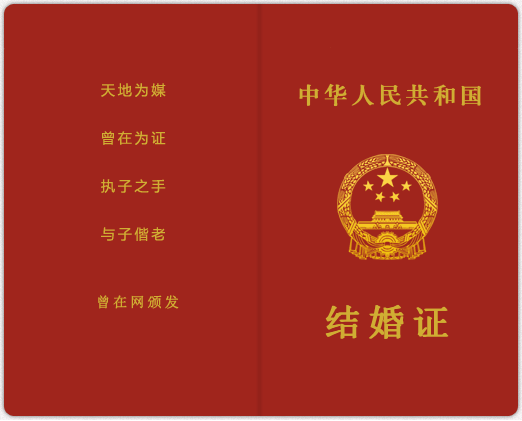 天地为媒
曾在为证
执子之手
与子偕老
曾在网颁发
中华人民共和国
结婚证